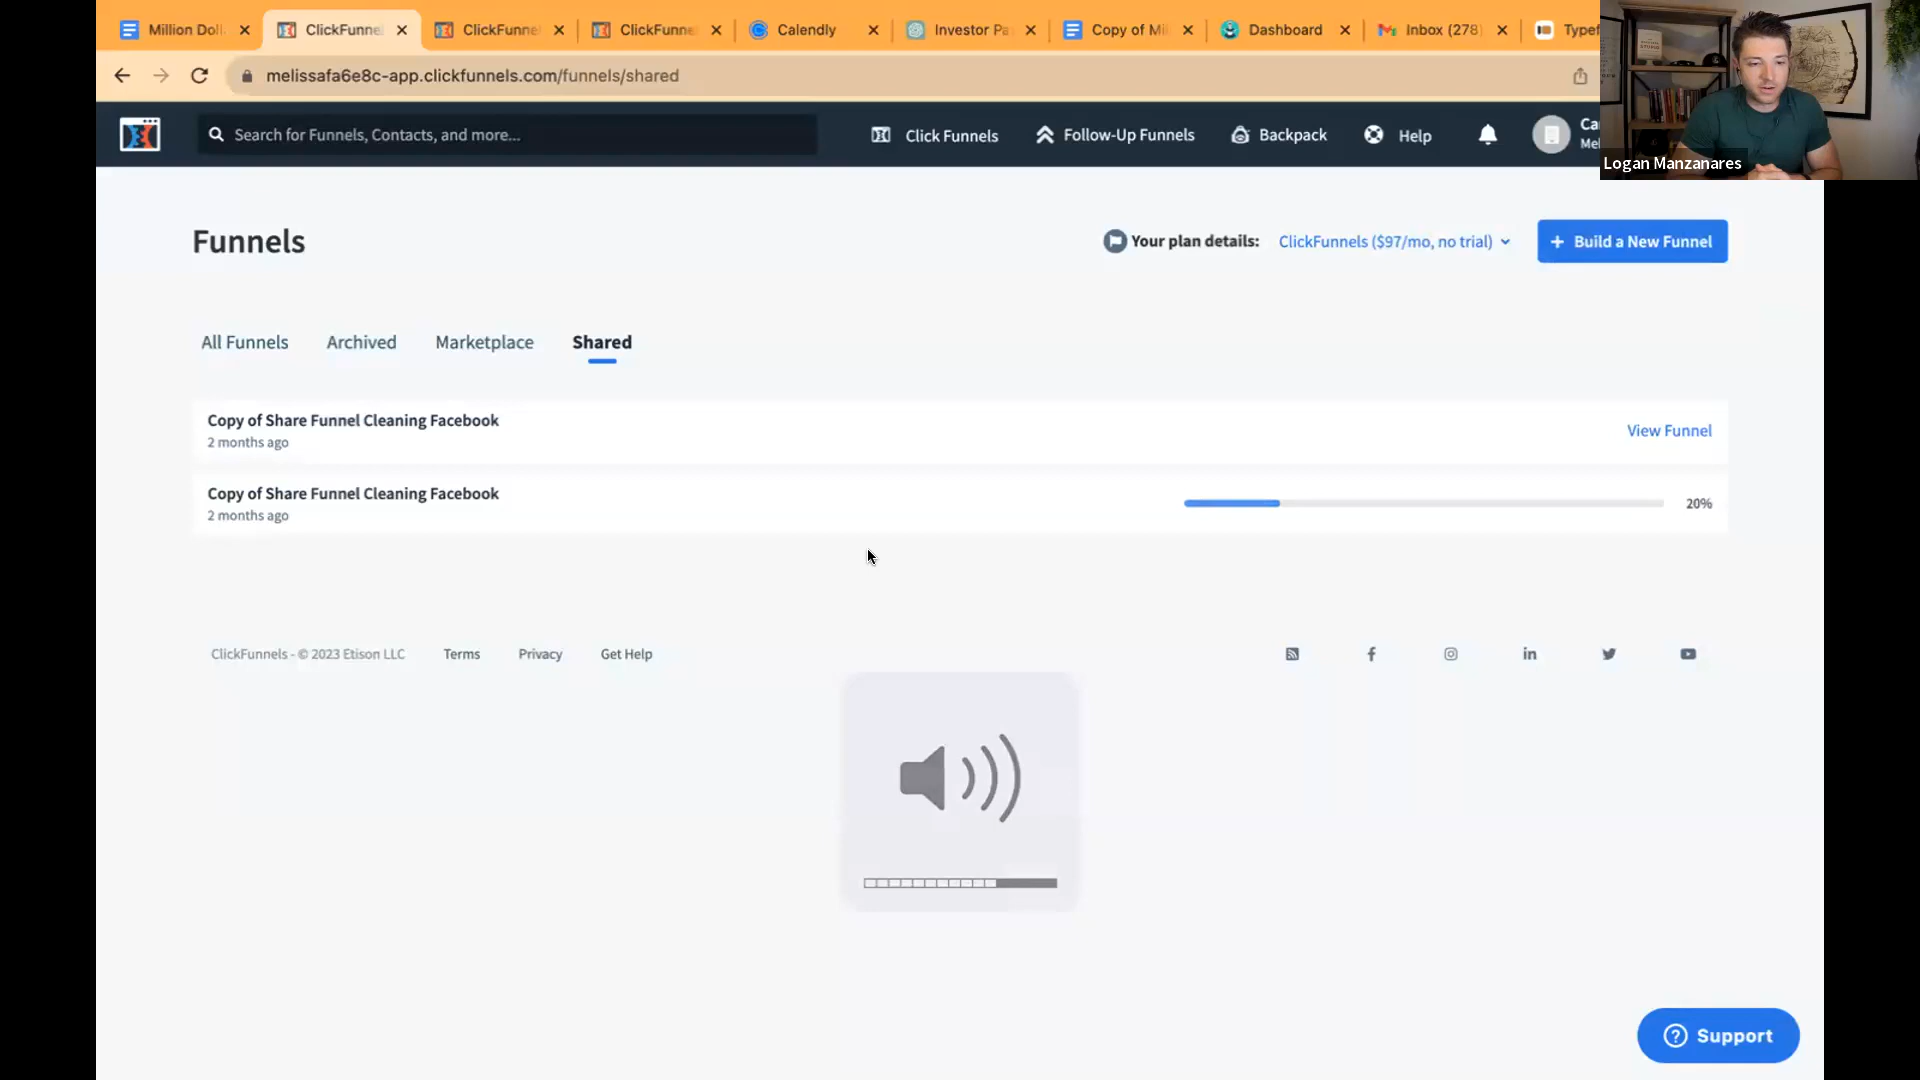 Million Doll
ClickFunne
ClickFunnel
ClickFunne
Calendly
Investor Pa
Copy of Mi
Dashboard
Inbox (278)
Typef
melissafa6e8c-app.clickfunnels.com/funnels/shared
Search for Funnels, Contacts, and more...
Click Funnels
Follow-Up Funnels
Backpack
Help
Ca
Mel
Logan Manzanares
Funnels
Your plan details:
ClickFunnels ($97/mo, no trial)
+ Build a New Funnel
All Funnels
Archived
Marketplace
Shared
Copy of Share Funnel Cleaning Facebook
2 months ago
View Funnel
Copy of Share Funnel Cleaning Facebook
2 months ago
20%
ClickFunnels - © 2023 Etison LLC
Terms
Privacy
Get Help
Support